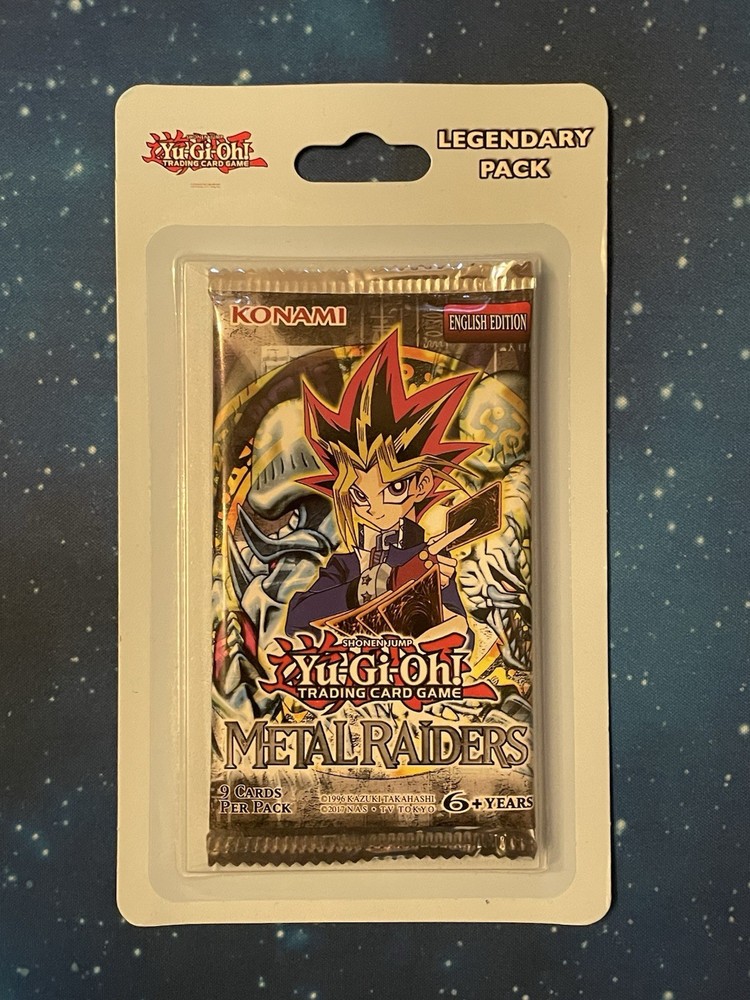 Yu-Gi-Oh!
TRADING CARD GAME
LEGENDARY
PACK
KONAMI
ENGLISH EDITION
SHONEN JUMP
Yu-Gi-Oh!
TRADING CARD GAME
METAL RAIDERS
9 CARDS
PER PACK
©1996 KAZUKI TAKAHASHI
©2017 NAS • TV TOKYO
6+ YEARS